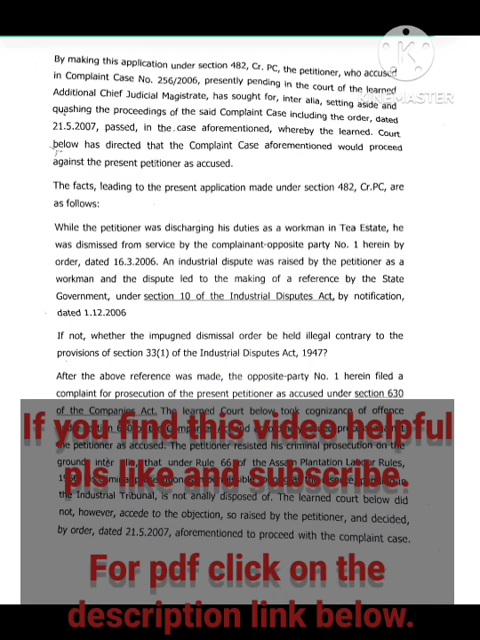 By making this application under section 482, Cr. PC, the petitioner, who accused
in Complaint Case No. 256/2006, presently pending in the court of the learned
Additional Chief Judicial Magistrate, has sought for, inter alia, setting aside and
quashing the proceedings of the said Complaint Case including the order, dated
21.5.2007, passed, in the case aforementioned, whereby the learned. Court
below has directed that the Complaint Case aforementioned would proceed
against the present petitioner as accused.
KINEMASTER
The facts, leading to the present application made under section 482, Cr.PC, are
as follows:
While the petitioner was discharging his duties as a workman in Tea Estate, he
was dismissed from service by the complainant-opposite party No. 1 herein by
order, dated 16.3.2006. An industrial dispute was raised by the petitioner as a
workman and the dispute led to the making of a reference by the State
Government, under section 10 of the Industrial Disputes Act, by notification,
dated 1.12.2006
If not, whether the impugned dismissal order be held illegal contrary to the
provisions of section 33(1) of the Industrial Disputes Act, 1947?
After the above reference was made, the opposite-party No. 1 herein filed a
complaint for prosecution of the present petitioner as accused under section 630
of the Companies Act. The learned Court below took cognizance of offence
the petitioner as accused. The petitioner resisted his criminal prosecution on the
ground inter that under Rule 66 of the Assam Plantation Labour Rules,
the Industrial Tribunal, is not anally disposed of. The learned court below did
not, however, accede to the objection, so raised by the petitioner, and decided,
by order, dated 21.5.2007, aforementioned to proceed with the complaint case.
If you find this video helpful
pls like and subscribe.
For pdf click on the
description link below.